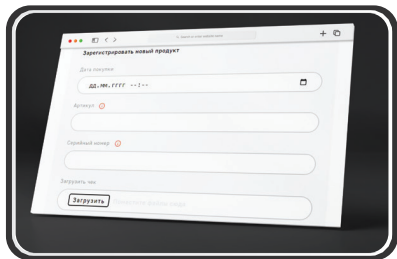 Зарегистрировать новый продукт
Дата покупки
ДД.ММ.ГГГГ --:--
Артикул
Серийный номер
Загрузить чек
Загрузить